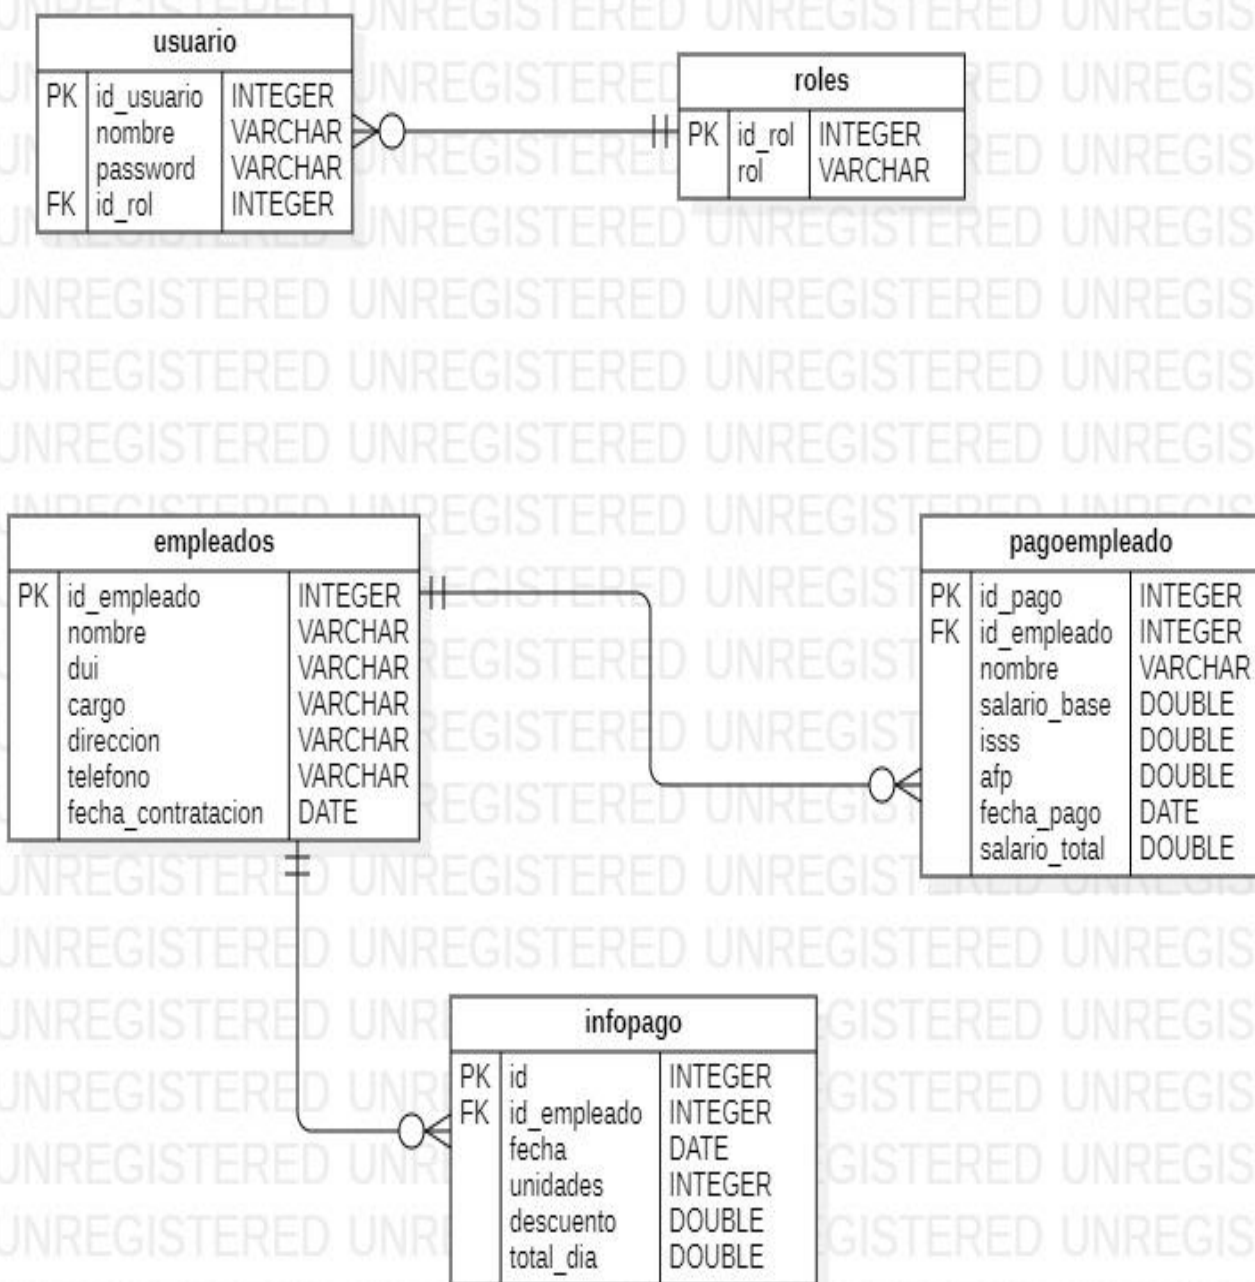 usuario
PK id_usuario INTEGER
nombre VARCHAR
password VARCHAR
FK id_rol INTEGER
roles
PK id_rol INTEGER
rol VARCHAR
empleados
PK id_empleado INTEGER
nombre VARCHAR
dui VARCHAR
cargo VARCHAR
direccion VARCHAR
telefono VARCHAR
fecha_contratacion DATE
pagoempleado
PK id_pago INTEGER
FK id_empleado INTEGER
nombre VARCHAR
salario_base DOUBLE
isss DOUBLE
afp DOUBLE
fecha_pago DATE
salario_total DOUBLE
infopago
PK id INTEGER
FK id_empleado INTEGER
fecha DATE
unidades INTEGER
descuento DOUBLE
total_dia DOUBLE
UNREGISTERED UNREGISTERED UNREGISTERED